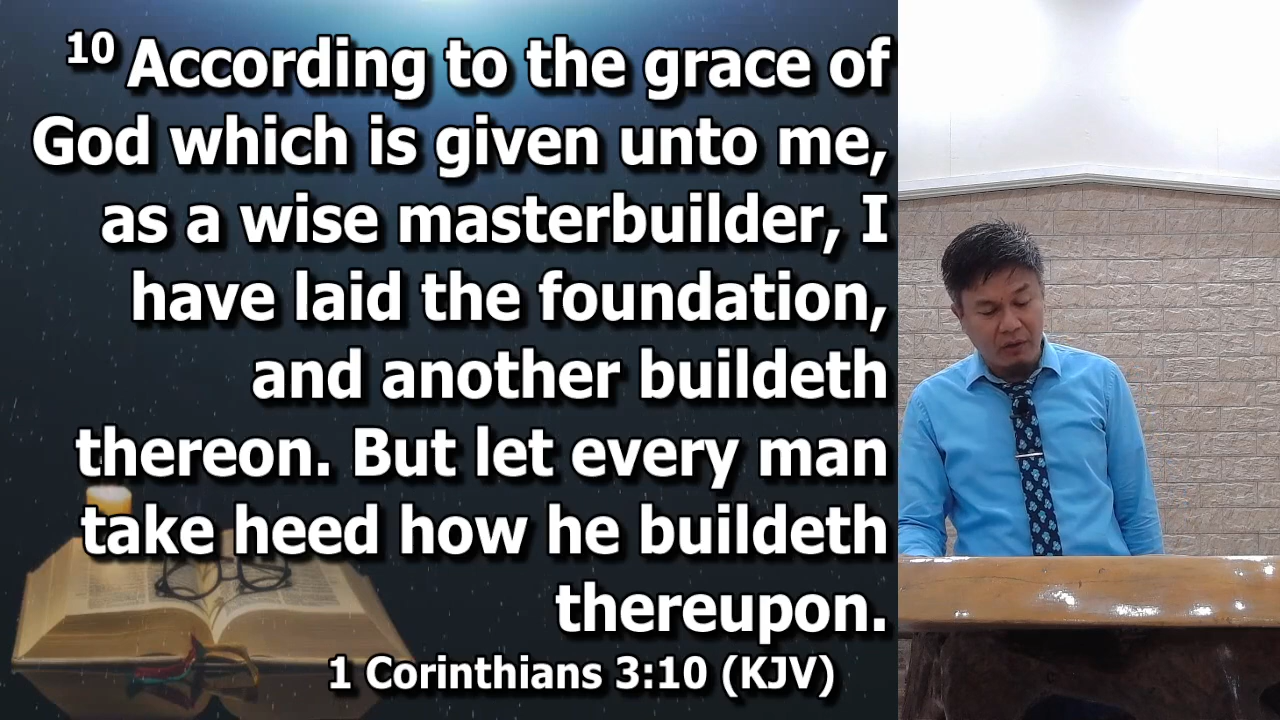 10 According to the grace of
God which is given unto me,
as a wise masterbuilder, I
have laid the foundation,
and another buildeth
thereon. But let every man
take heed how he buildeth
thereupon.
1 Corinthians 3:10 (KJV)